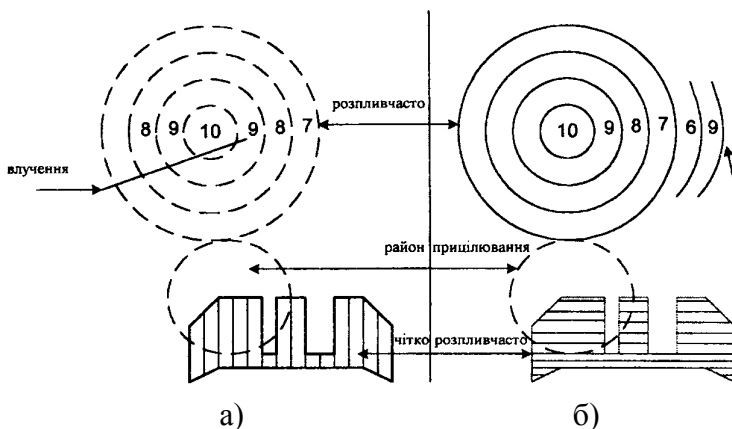 8 9 10 9 8 7
розпливчасто
10 9 8 7 6 9
влучення
район прицілювання
чітко розпливчасто
а)
б)